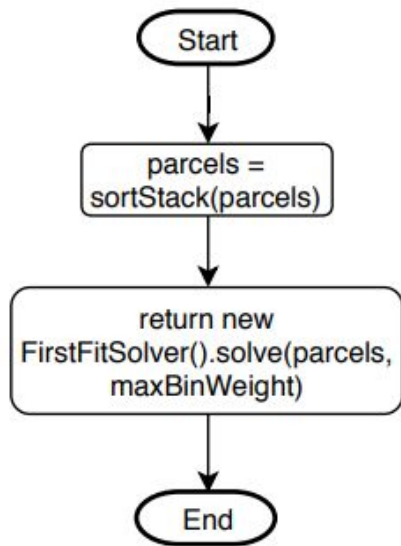 Start
parcels =
sortStack(parcels)
return new
FirstFitSolver().solve(parcels,
maxBinWeight)
End